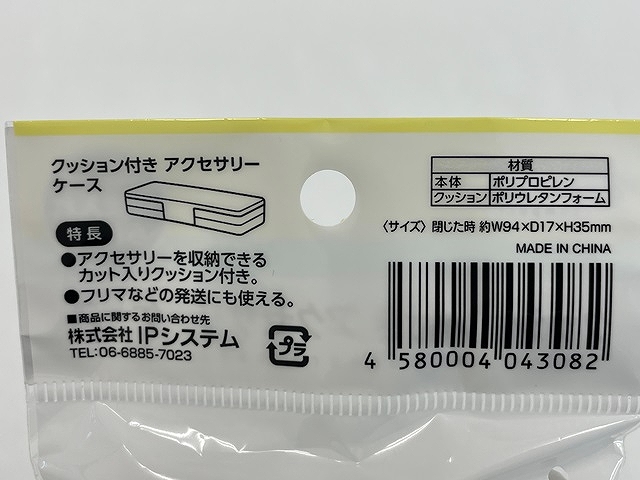 クッション付き アクセサリー
ケース
特長
●アクセサリーを収納できる
カット入りクッション付き。
●フリマなどの発送にも使える。
■商品に関するお問い合わせ先
株式会社 IPシステム
TEL:06-6885-7023
プラ
材質
本体 ポリプロピレン
クッション ポリウレタンフォーム
〈サイズ〉閉じた時 約W94×D17×H35mm
MADE IN CHINA
4 580004 043082